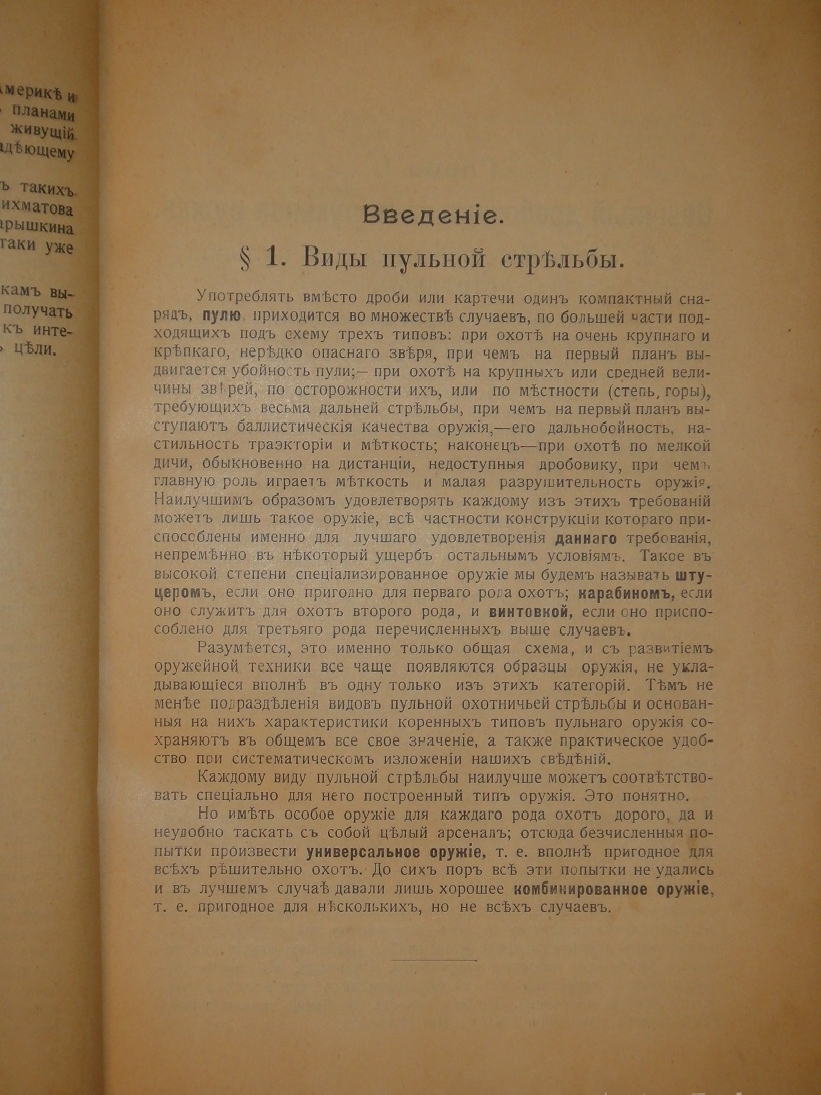 Америкѣ и
планами
живущій
дѣющему
ъ такихъ
ихматова
арышкина
таки уже
камъ вы-
получать
къ инте-
цѣли.
Введеніе.
§ 1. Виды пульной стрѣльбы.
Употреблять вмѣсто дроби или картечи одинъ компактный сна-
рядъ, пулю приходится во множествѣ случаевъ, по большей части под-
ходящихъ подъ схему трехъ типовъ: при охотѣ на очень крупнаго и
крѣпкаго, нерѣдко опаснаго звѣря, при чемъ на первый планъ вы-
двигается убойность пули;— при охотѣ на крупныхъ или средней вели-
чины звѣрей, по осторожности ихъ, или по мѣстности (степь, горы),
требующихъ весьма дальней стрѣльбы, при чемъ на первый планъ вы-
ступаютъ баллистическія качества оружія,—его дальнобойность, на-
стильность траэкторіи и мѣткость; наконецъ—при охотѣ по мелкой
дичи, обыкновенно на дистанціи, недоступныя дробовику, при чемъ
главную роль играетъ мѣткость и малая разрушительность оружія.
Наилучшимъ образомъ удовлетворять каждому изъ этихъ требованій
можетъ лишь такое оружіе, всѣ частности конструкціи котораго при-
способлены именно для лучшаго удовлетворенія даннаго требованія,
непремѣнно въ нѣкоторый ущербъ остальнымъ условіямъ. Такое въ
высокой степени спеціализированное оружіе мы будемъ называть шту-
церомъ, если оно пригодно для перваго рода охотъ; карабиномъ, если
оно служитъ для охотъ второго рода, и винтовкой, если оно приспо-
соблено для третьяго рода перечисленныхъ выше случаевъ.
Разумѣется, это именно только общая схема, и съ развитіемъ
оружейной техники все чаще появляются образцы оружія, не укла-
дывающіеся вполнѣ въ одну только изъ этихъ категорій. Тѣмъ не
менѣе подраздѣленія видовъ пульной охотничьей стрѣльбы и основан-
ныя на нихъ характеристики коренныхъ типовъ пульнаго оружія со-
храняютъ въ общемъ все свое значеніе, а также практическое удоб-
ство при систематическомъ изложеніи нашихъ свѣдѣній.
Каждому виду пульной стрѣльбы наилучше можетъ соотвѣтство-
вать спеціально для него построенный типъ оружія. Это понятно.
Но имѣть особое оружіе для каждаго рода охотъ дорого, да и
неудобно таскать съ собой цѣлый арсеналъ; отсюда безчисленныя по-
пытки произвести универсальное оружіе, т. е. вполнѣ пригодное для
всѣхъ рѣшительно охотъ. До сихъ поръ всѣ эти попытки не удались
и въ лучшемъ случаѣ давали лишь хорошее комбинированное оружіе,
т. е. пригодное для нѣсколькихъ, но не всѣхъ случаевъ.